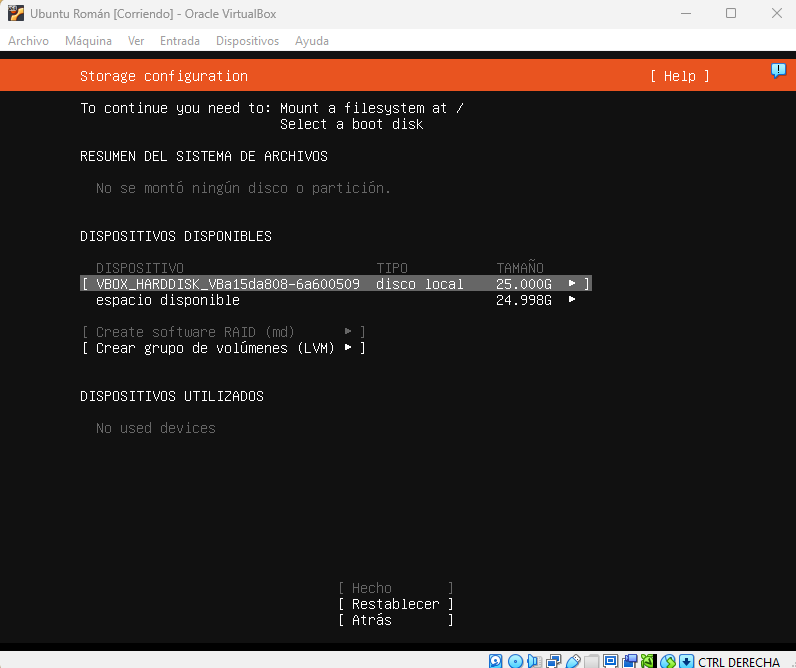 Ubuntu Román [Corriendo] - Oracle VirtualBox
Archivo Máquina Ver Entrada Dispositivos Ayuda
Storage configuration [ Help ]
To continue you need to: Mount a filesystem at /
Select a boot disk
RESUMEN DEL SISTEMA DE ARCHIVOS
No se montó ningún disco o partición.
DISPOSITIVOS DISPONIBLES
DISPOSITIVO TIPO TAMAÑO
[ VBOX_HARDDISK_VBa15da808-6a600509 disco local 25.000G ▸ ]
espacio disponible 24.998G ▸
[ Create software RAID (md) ▸ ]
[ Crear grupo de volúmenes (LVM) ▸ ]
DISPOSITIVOS UTILIZADOS
No used devices
[ Hecho ]
[ Restablecer ]
[ Atrás ]
CTRL DERECHA